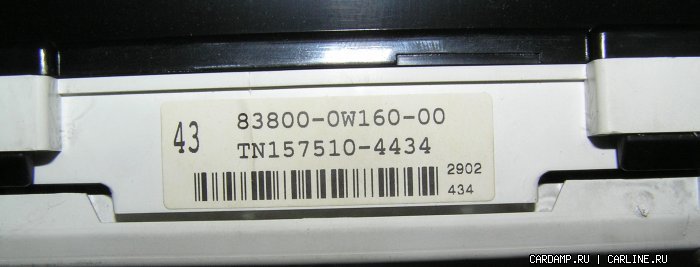 43
83800-0W160-00
TN157510-4434
2902
434
CARDAMP.RU | CARLINE.RU